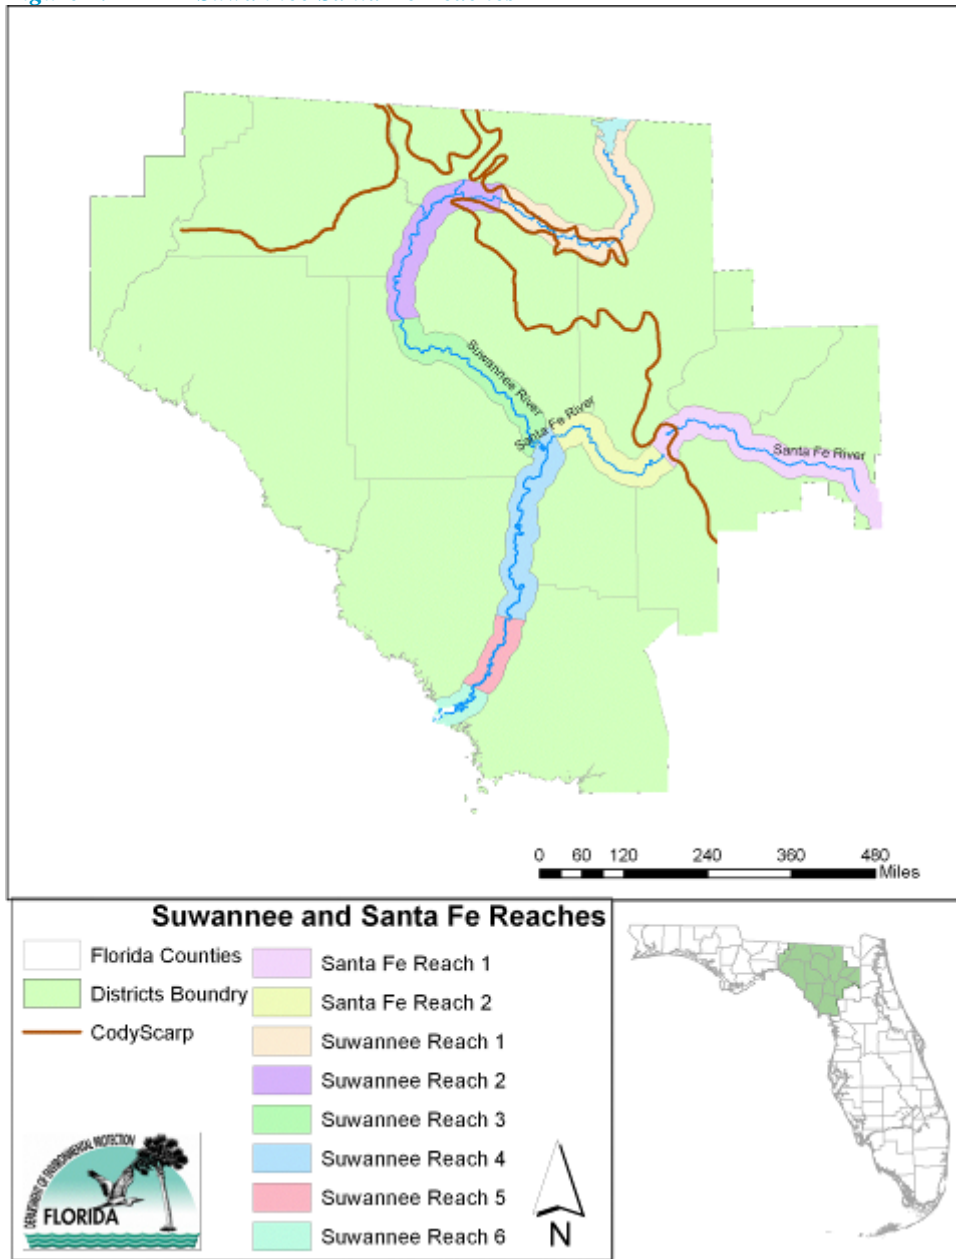 Suwannee River
Santa Fe River
Santa Fe River
0 60 120 240 360 480
Miles
Suwannee and Santa Fe Reaches
Florida Counties
Districts Boundry
CodyScarp
Santa Fe Reach 1
Santa Fe Reach 2
Suwannee Reach 1
Suwannee Reach 2
Suwannee Reach 3
Suwannee Reach 4
Suwannee Reach 5
Suwannee Reach 6
DEPARTMENT OF ENVIRONMENTAL PROTECTION
FLORIDA
N